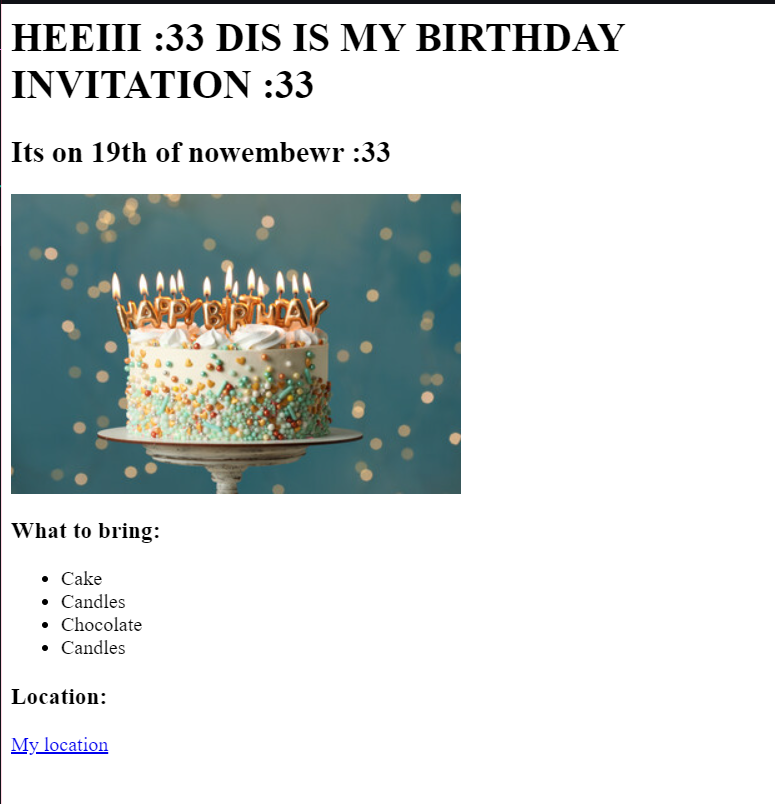 HEEIII :33 DIS IS MY BIRTHDAY
INVITATION :33
Its on 19th of nowembewr :33
HAPPY BIRTHDAY
What to bring:
Cake
Candles
Chocolate
Candles
Location:
My location